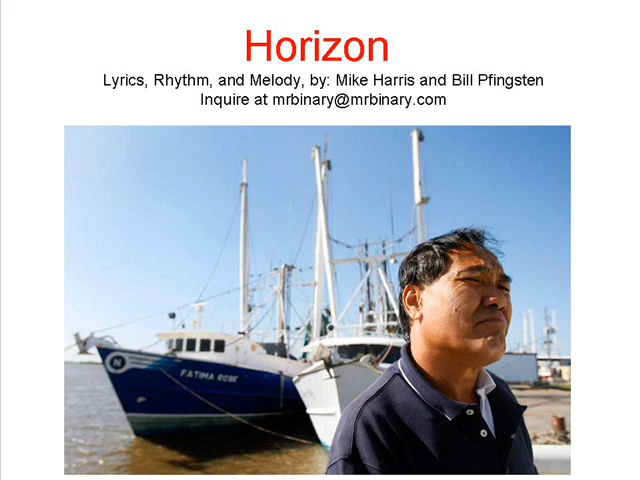 Horizon
Lyrics, Rhythm, and Melody, by: Mike Harris and Bill Pfingsten
Inquire at mrbinary@mrbinary.com
N
FATIMA ROSE